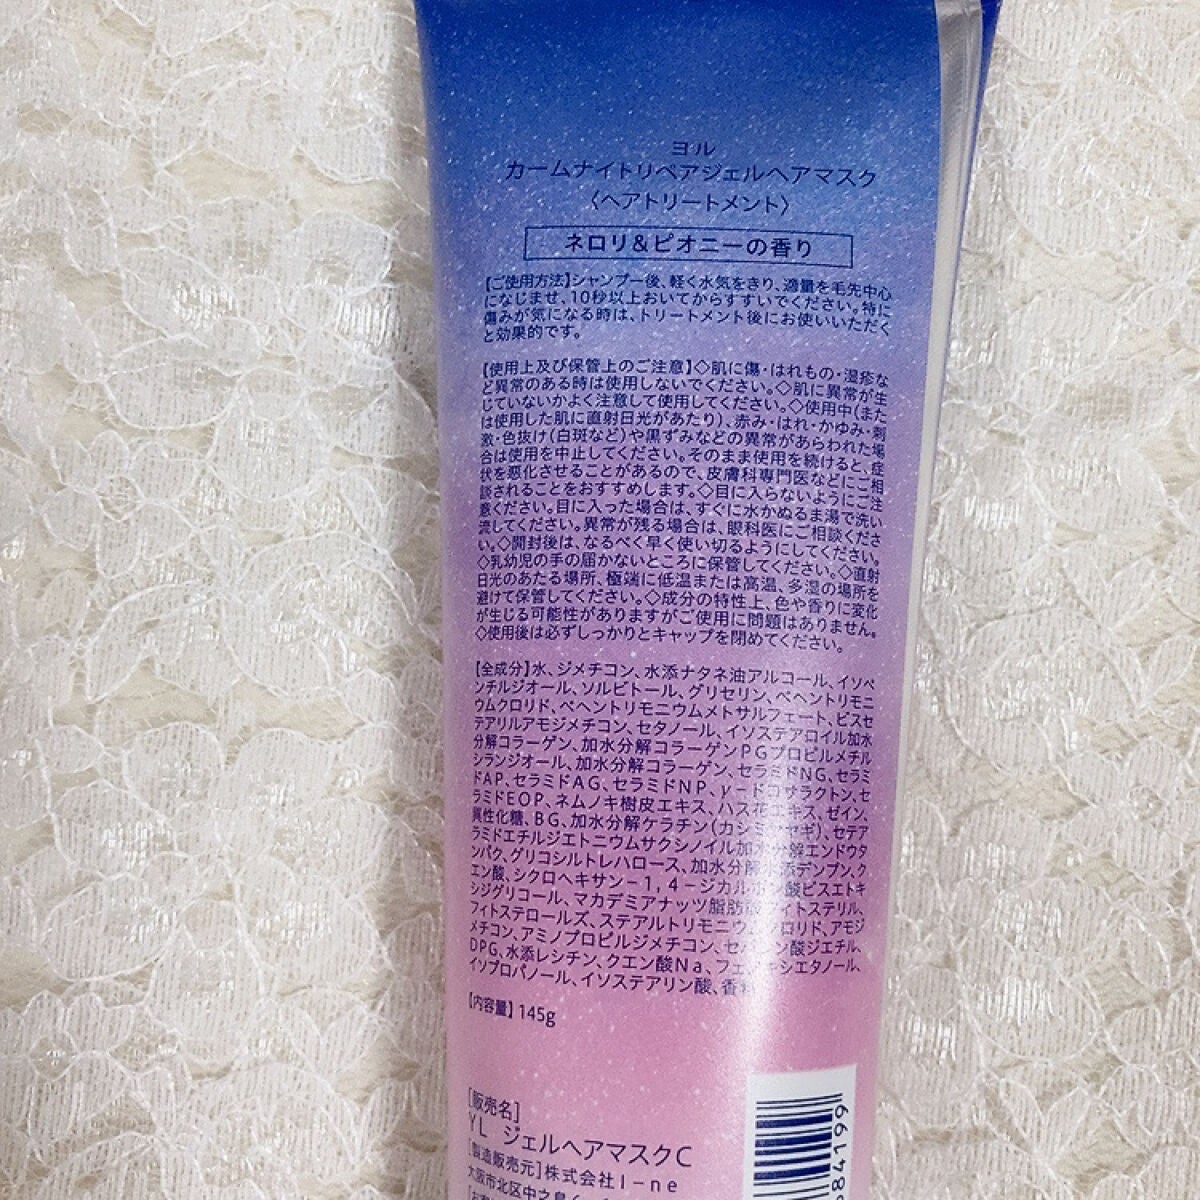 ヨル
カームナイトリペアジェルヘアマスク
〈ヘアトリートメント〉
ネロリ&ピオニーの香り
【ご使用方法】シャンプー後、軽く水気をきり、適量を毛先中心
になじませ、10秒以上おいてからすすいでください。特に
傷みが気になる時は、トリートメント後にお使いいただく
と効果的です。
【使用上及び保管上のご注意】◇肌に傷・はれもの・湿疹な
ど異常のある時は使用しないでください。◇肌に異常が生
じていないかよく注意して使用してください。◇使用中(また
は使用した肌に直射日光があたり)、赤み・はれ・かゆみ・刺
激・色抜け(白斑など)や黒ずみなどの異常があらわれた場
合は使用を中止してください。そのまま使用を続けると、症
状を悪化させることがあるので、皮膚科専門医などにご相
談されることをおすすめします。◇目に入らないようにご注
意ください。目に入った場合は、すぐに水かぬるま湯で洗い
流してください。異常が残る場合は、眼科医にご相談くださ
い。◇開封後は、なるべく早く使い切るようにしてください。
◇乳幼児の手の届かないところに保管してください。◇直射
日光のあたる場所、極端に低温または高温、多湿の場所を
避けて保管してください。◇成分の特性上、色や香りに変化
が生じる可能性がありますがご使用に問題はありません。
◇使用後は必ずしっかりとキャップを閉めてください。
【全成分】水、ジメチコン、水添ナタネ油アルコール、イソペ
ンチルジオール、ソルビトール、グリセリン、ベヘントリモニ
ウムクロリド、ベヘントリモニウムメトサルフェート、ビスセ
テアリルアモジメチコン、セタノール、イソステアロイル加水
分解コラーゲン、加水分解コラーゲンPGプロピルメチル
シランジオール、加水分解コラーゲン、セラミドNG、セラミ
ドAP、セラミドAG、セラミドNP、γ－ドコサラクトン、セ
ラミドEOP、ネムノキ樹皮エキス、ハス花エキス、ゼイン、
異性化糖、BG、加水分解ケラチン(カシミヤヤギ)、セテア
ラミドエチルジエトニウムサクシノイル加水分解エンドウタ
ンパク、グリコシルトレハロース、加水分解水添デンプン、ク
エン酸、シクロヘキサン－1，4－ジカルボン酸ビスエトキ
シジグリコール、マカデミアナッツ脂肪酸フィトステリル、
フィトステロールズ、ステアルトリモニウムクロリド、アモジ
メチコン、アミノプロピルジメチコン、セバシン酸ジエチル、
DPG、水添レシチン、クエン酸Na、フェノキシエタノール、
イソプロパノール、イソステアリン酸、香料
【内容量】145g
[販売名]
YL ジェルヘアマスクC
[製造販売元]株式会社I-ne
大阪市北区中之島
84199